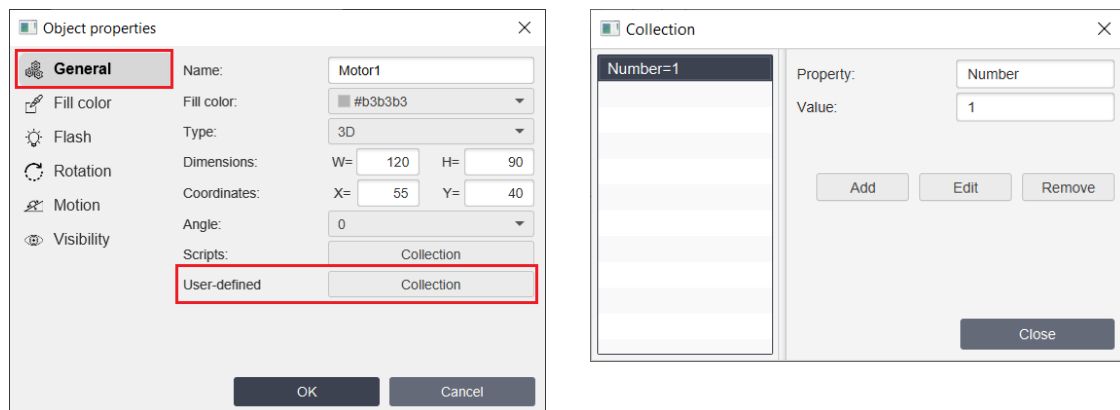 Object properties
General
Fill color
Flash
Rotation
Motion
Visibility
Name: Motor1
Fill color: #b3b3b3
Type: 3D
Dimensions: W= 120 H= 90
Coordinates: X= 55 Y= 40
Angle: 0
Scripts: Collection
User-defined Collection
OK Cancel
Collection
Number=1
Property: Number
Value: 1
Add Edit Remove
Close